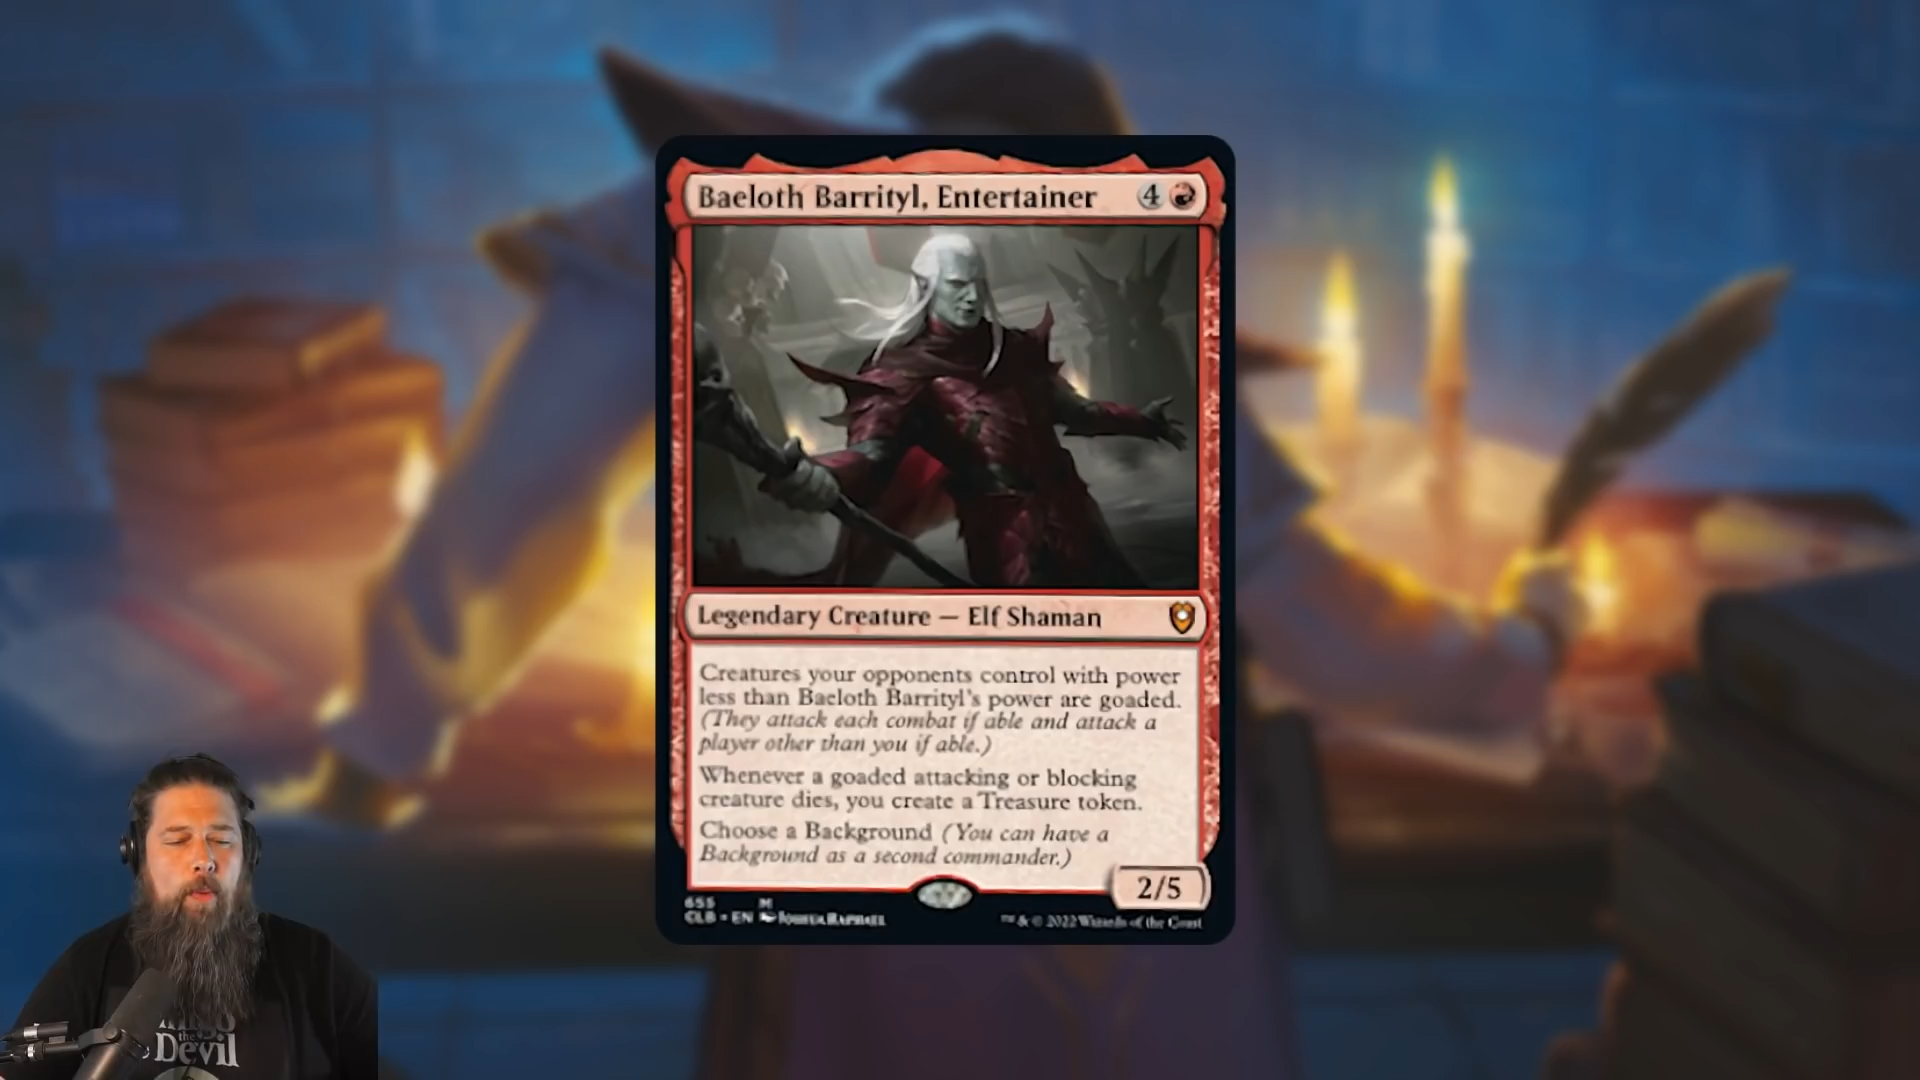 Baeloth Barrityl, Entertainer 4
Legendary Creature — Elf Shaman
Creatures your opponents control with power
less than Baeloth Barrityl's power are goaded.
(They attack each combat if able and attack a
player other than you if able.)
Whenever a goaded attacking or blocking
creature dies, you create a Treasure token.
Choose a Background (You can have a
Background as a second commander.)
2/5
655 M
CLB • EN Joshua Raphael
™ & © 2022 Wizards of the Coast
the
Devil